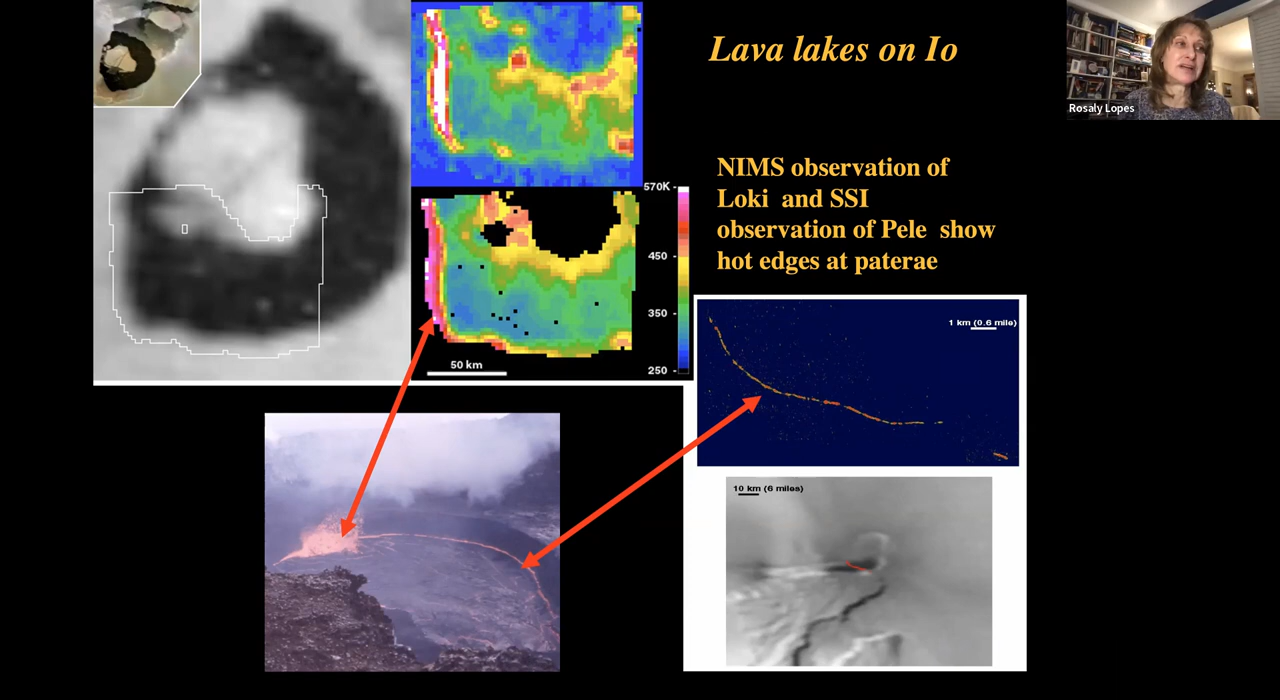 Lava lakes on Io
Rosaly Lopes
NIMS observation of
Loki and SSI
observation of Pele show
hot edges at paterae
570K
450
350
250
50 km
1 km (0.6 mile)
10 km (6 miles)